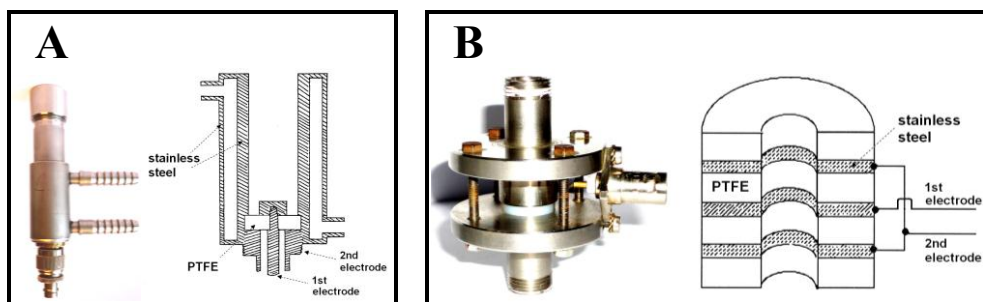 A
stainless
steel
PTFE
2nd
electrode
1st
electrode
B
stainless
steel
PTFE
1st
electrode
2nd
electrode